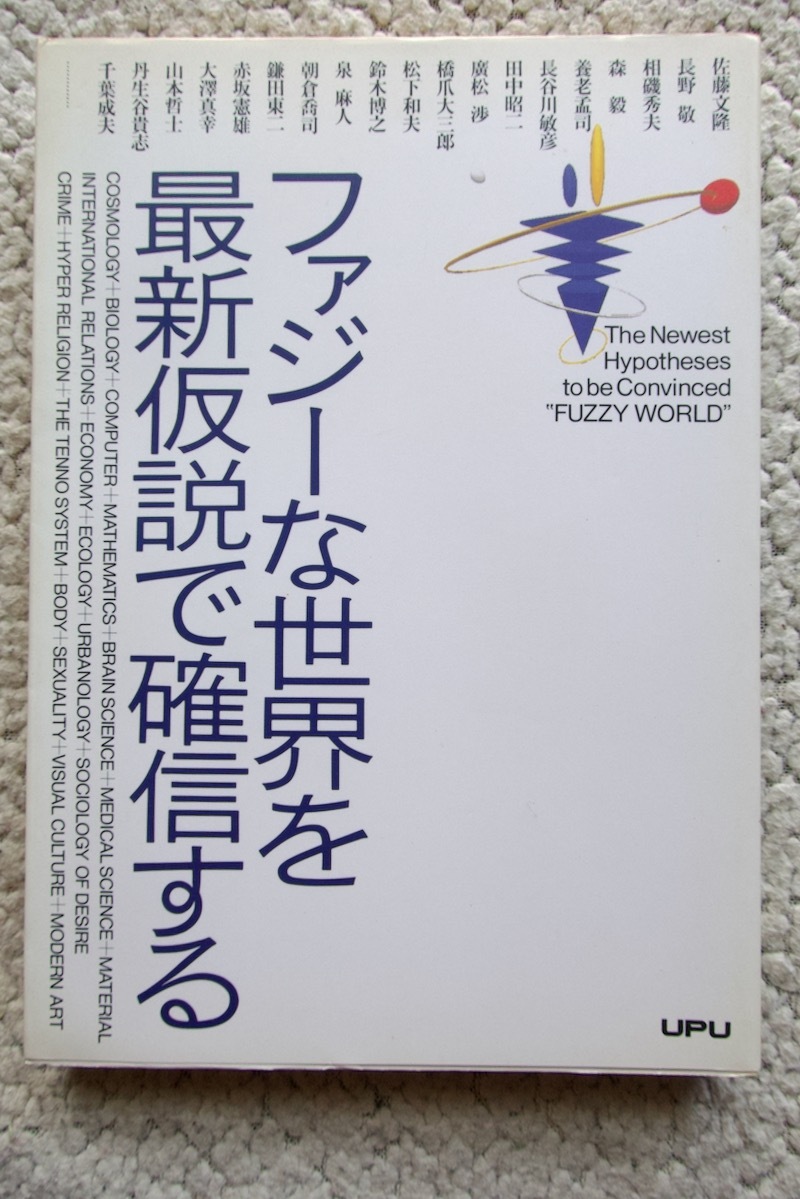 佐藤文隆
長野 敬
相磯秀夫
森 毅
養老孟司
長谷川敏彦
田中昭二
廣松 渉
橋爪大三郎
松下和夫
鈴木博之
泉 麻人
朝倉喬司
鎌田東二
赤坂憲雄
大澤真幸
山本哲士
丹生谷貴志
千葉成夫
The Newest
Hypotheses
to be Convinced
"FUZZY WORLD"
ファジーな世界を
最新仮説で確信する
COSMOLOGY+BIOLOGY+COMPUTER+MATHEMATICS+BRAIN SCIENCE+MEDICAL SCIENCE+MATERIAL
INTERNATIONAL RELATIONS+ECONOMY+ECOLOGY+URBANOLOGY+SOCIOLOGY OF DESIRE
CRIME+HYPER RELIGION+THE TENNO SYSTEM+BODY+SEXUALITY+VISUAL CULTURE+MODERN ART
UPU